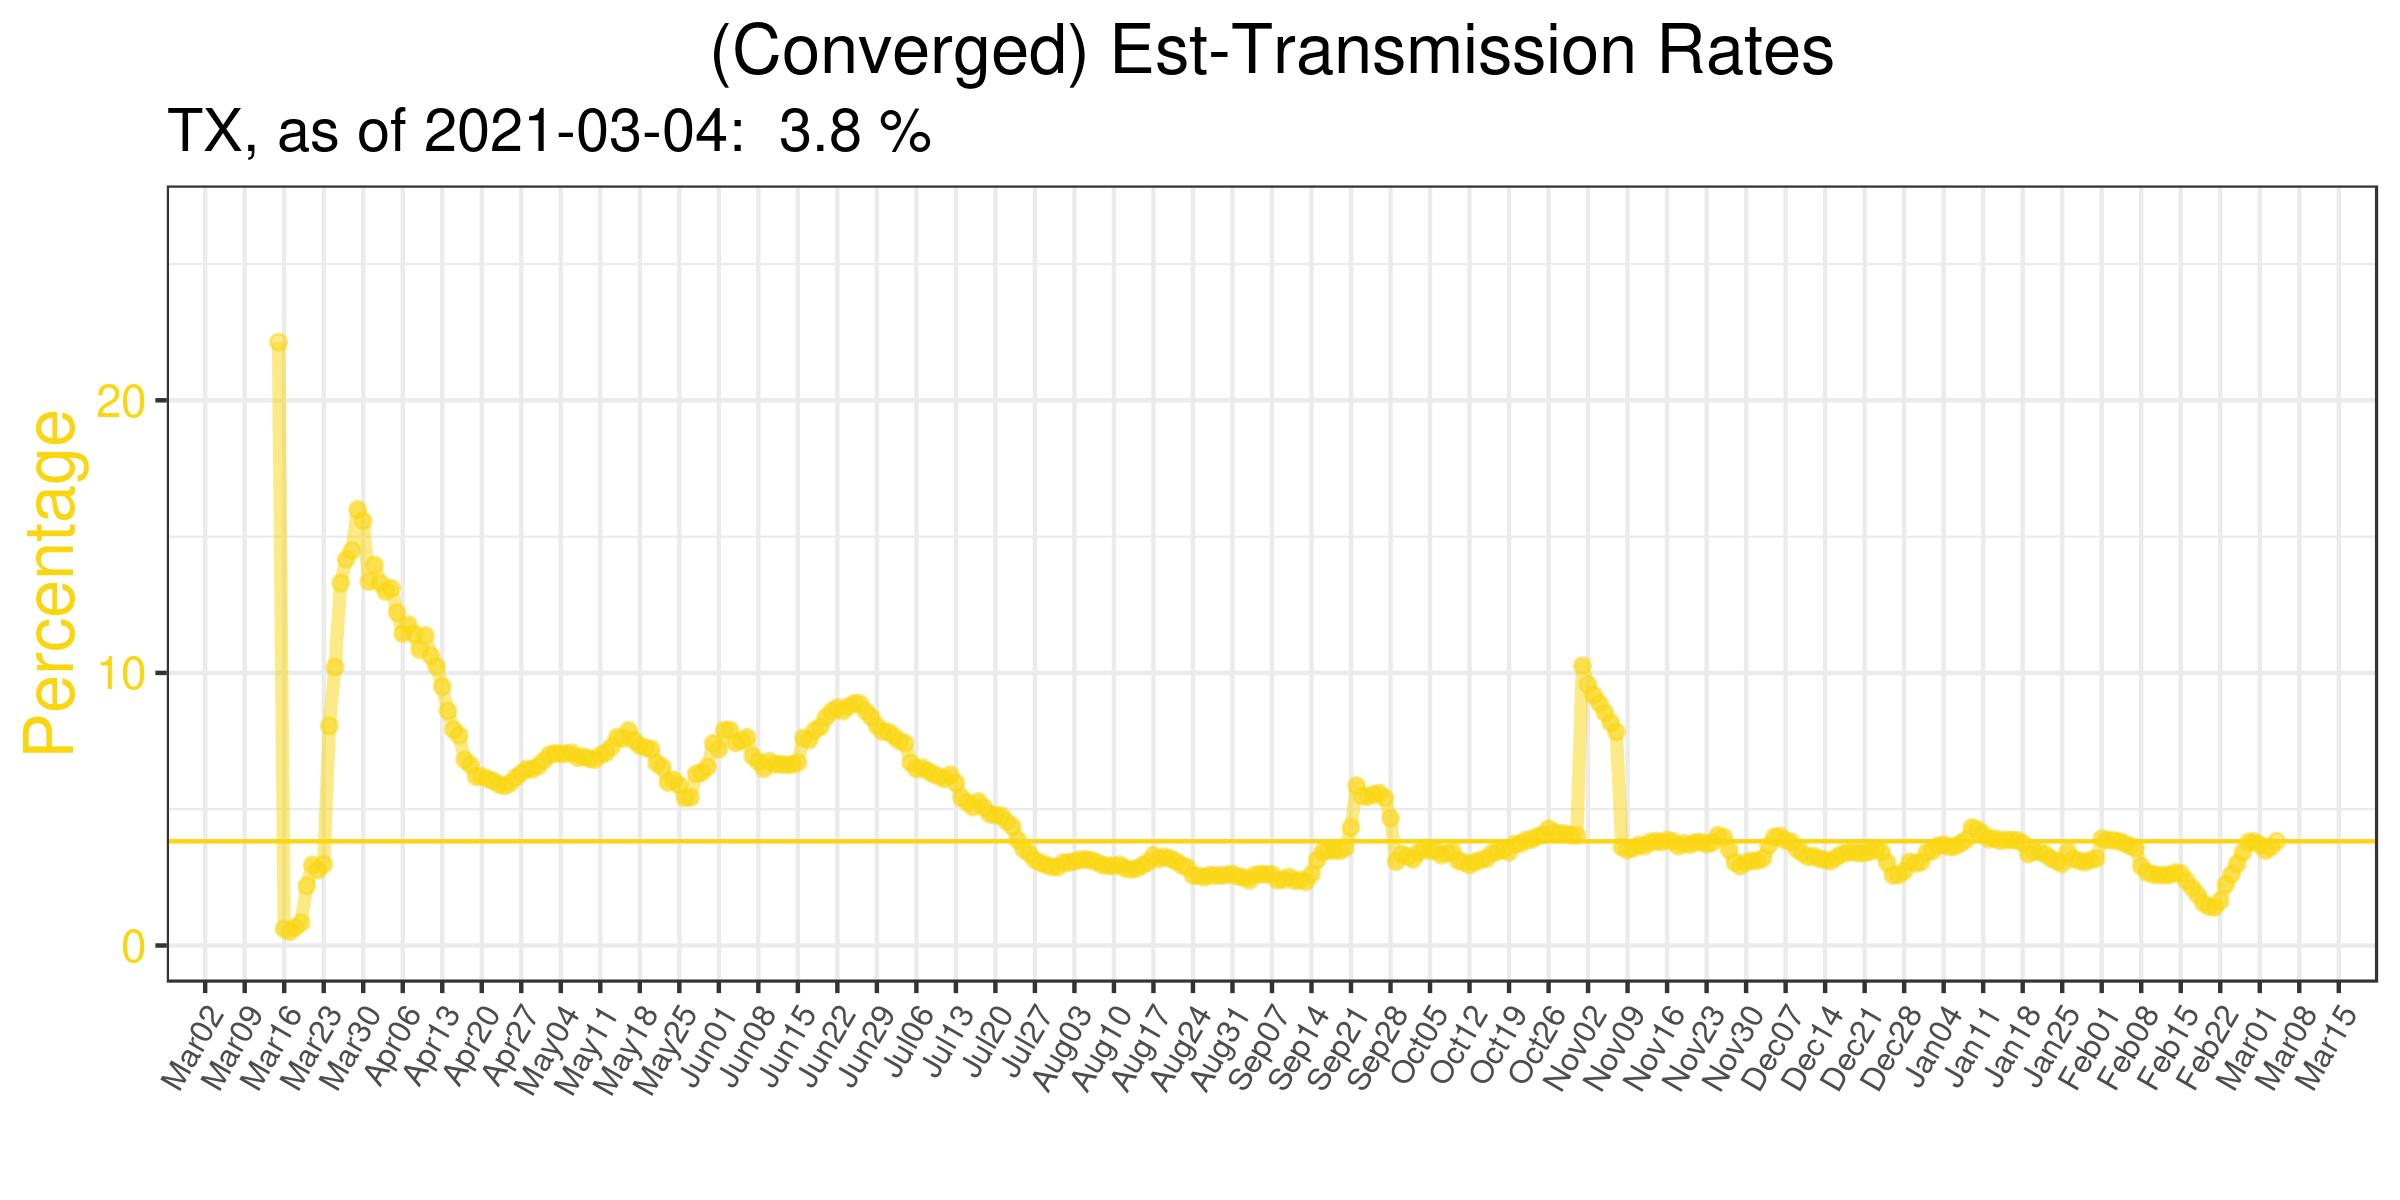 (Converged) Est-Transmission Rates
TX, as of 2021-03-04:  3.8 %
Percentage
20
10
0
Mar02
Mar09
Mar16
Mar23
Mar30
Apr06
Apr13
Apr20
Apr27
May04
May11
May18
May25
Jun01
Jun08
Jun15
Jun22
Jun29
Jul06
Jul13
Jul20
Jul27
Aug03
Aug10
Aug17
Aug24
Aug31
Sep07
Sep14
Sep21
Sep28
Oct05
Oct12
Oct19
Oct26
Nov02
Nov09
Nov16
Nov23
Nov30
Dec07
Dec14
Dec21
Dec28
Jan04
Jan11
Jan18
Jan25
Feb01
Feb08
Feb15
Feb22
Mar01
Mar08
Mar15